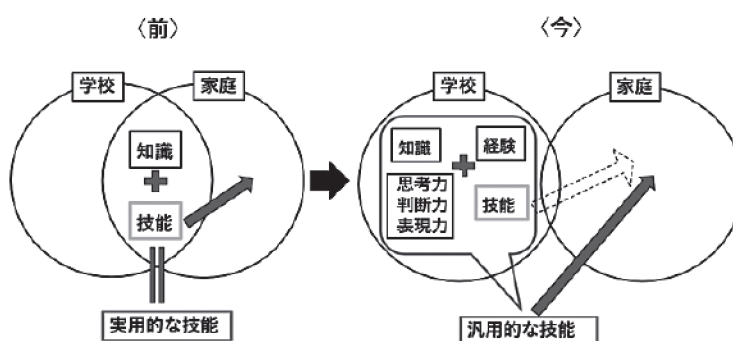 〈前〉
学校
家庭
知識
技能
実用的な技能
〈今〉
学校
家庭
知識
経験
思考力
判断力
表現力
技能
汎用的な技能